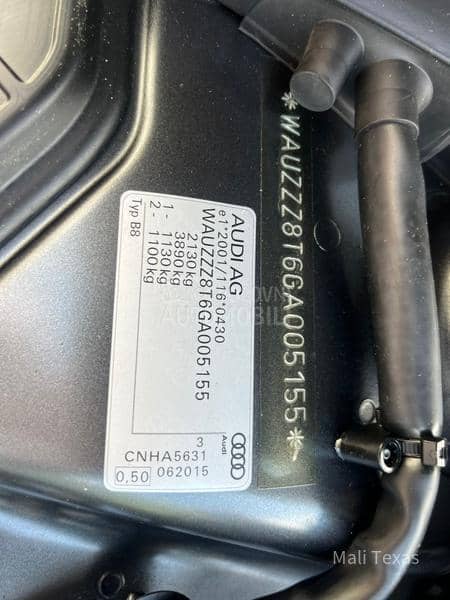 *WAUZZZ8T6GA005155*
AUDI AG
e1*2001/116*0430
WAUZZZ8T6GA005155
2130kg
3890kg
1- 1130kg
2- 1100kg
Typ B8
3
Audi
CNHA5631
0,50 062015
Mali Texas